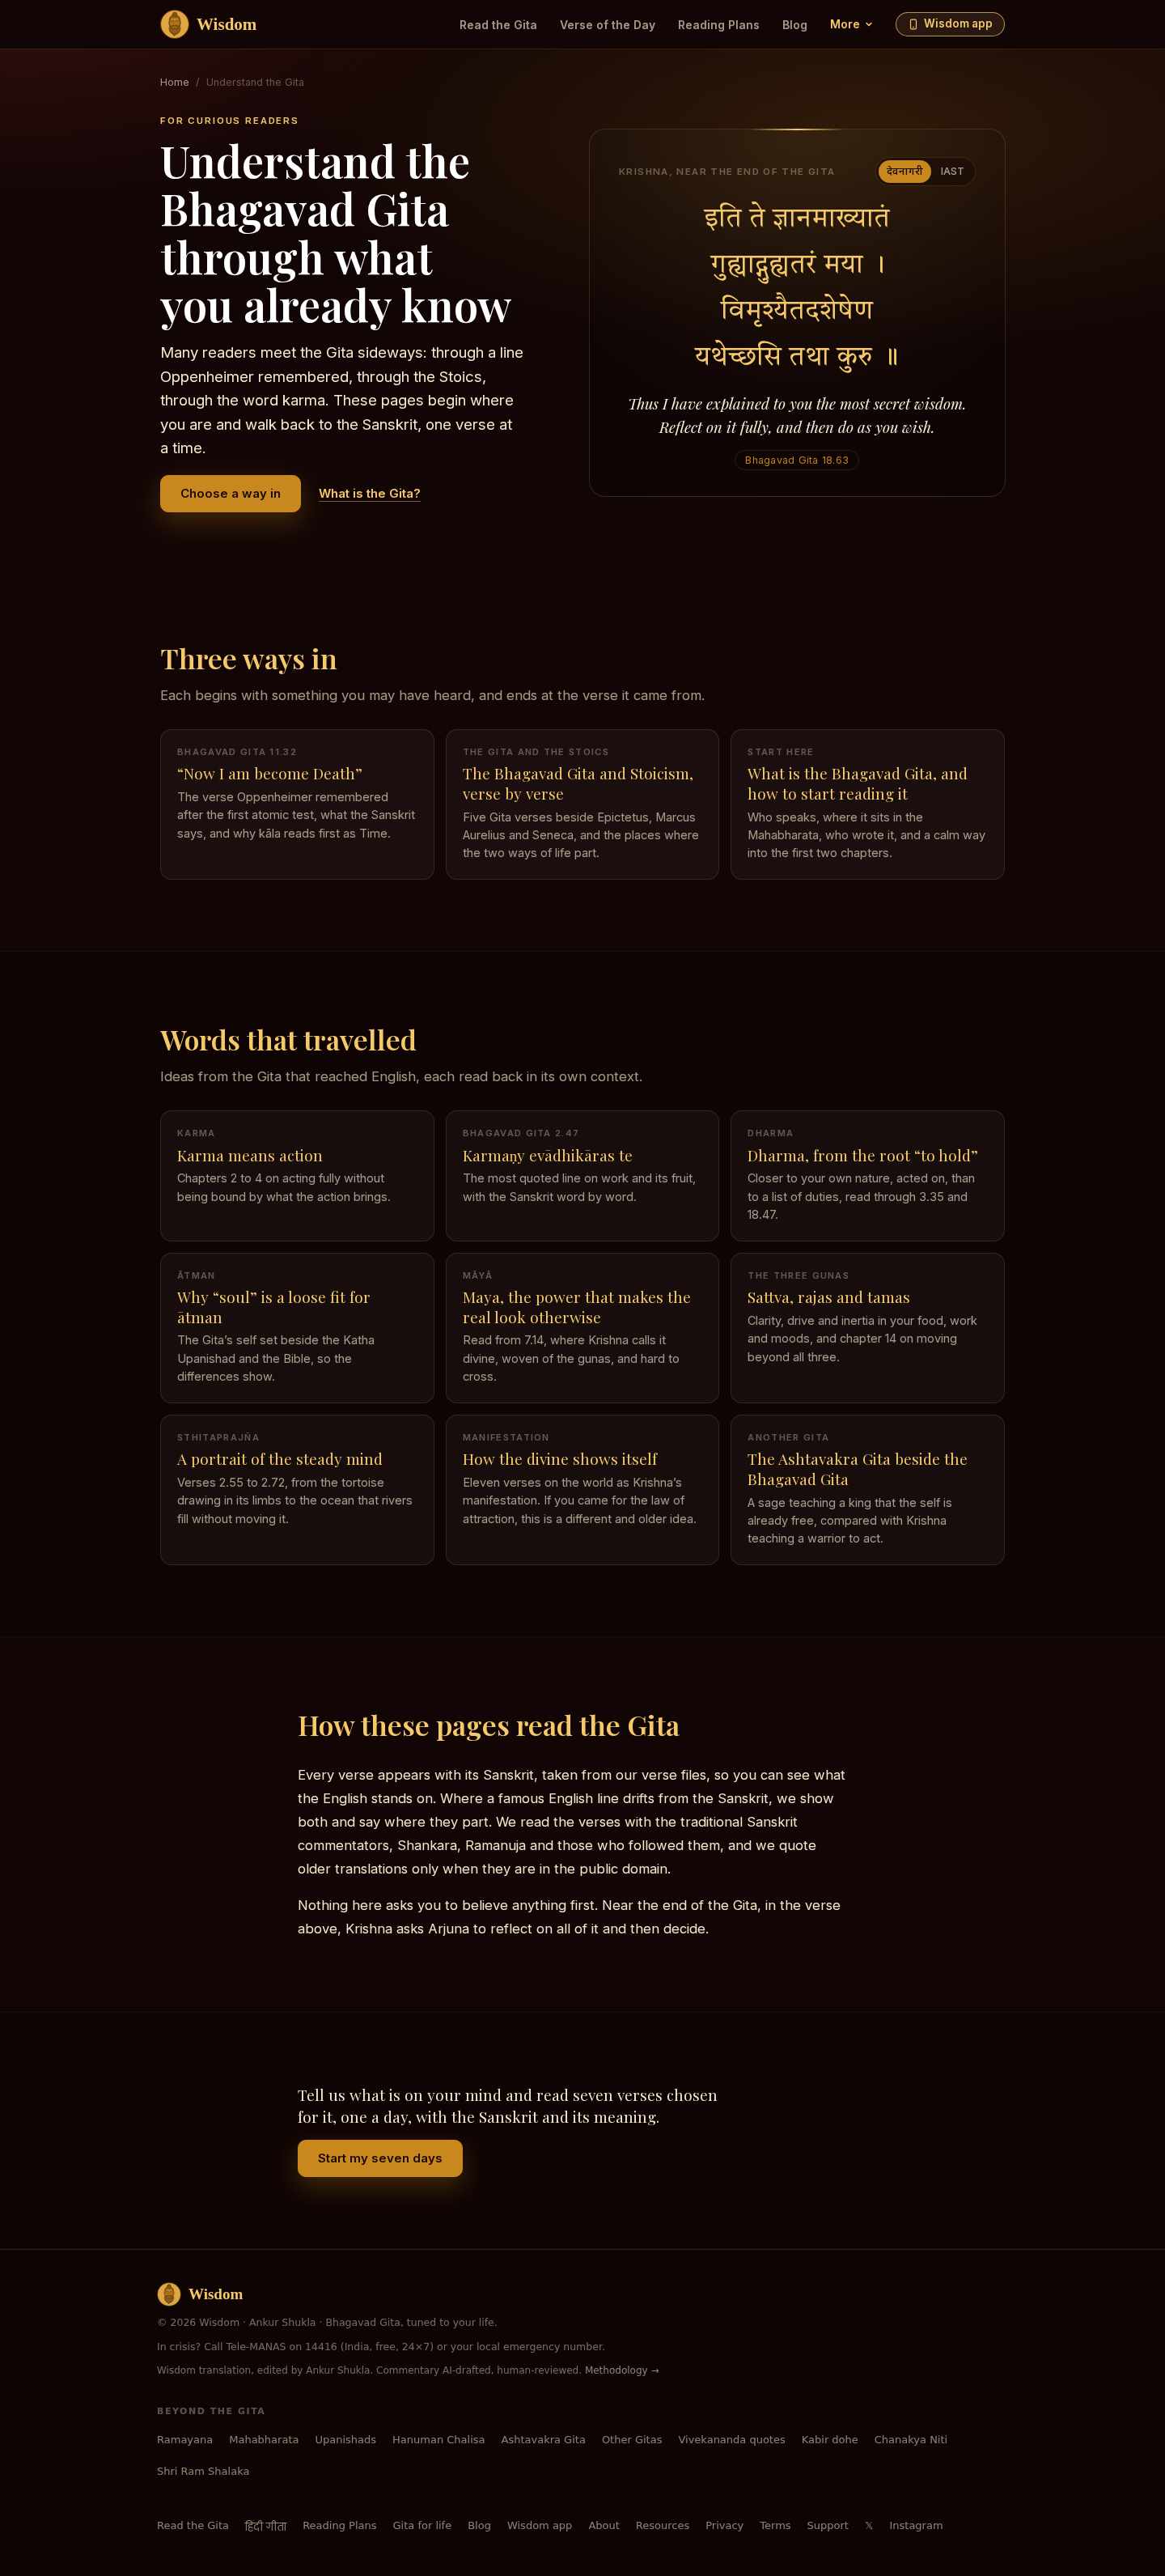 Wisdom
Read the Gita
Verse of the Day
Reading Plans
Blog
More
Wisdom app
Home / Understand the Gita
FOR CURIOUS READERS
Understand the
Bhagavad Gita
through what
you already know
Many readers meet the Gita sideways: through a line
Oppenheimer remembered, through the Stoics,
through the word karma. These pages begin where
you are and walk back to the Sanskrit, one verse at
a time.
Choose a way in
What is the Gita?
KRISHNA, NEAR THE END OF THE GITA
देवनागरी
IAST
इति ते ज्ञानमाख्यातं
गुह्याद्गुह्यतरं मया ।
विमृश्यैतदशेषेण
यथेच्छसि तथा कुरु ॥
Thus I have explained to you the most secret wisdom.
Reflect on it fully, and then do as you wish.
Bhagavad Gita 18.63
Three ways in
Each begins with something you may have heard, and ends at the verse it came from.
BHAGAVAD GITA 11.32
“Now I am become Death”
The verse Oppenheimer remembered
after the first atomic test, what the Sanskrit
says, and why kāla reads first as Time.
THE GITA AND THE STOICS
The Bhagavad Gita and Stoicism,
verse by verse
Five Gita verses beside Epictetus, Marcus
Aurelius and Seneca, and the places where
the two ways of life part.
START HERE
What is the Bhagavad Gita, and
how to start reading it
Who speaks, where it sits in the
Mahabharata, who wrote it, and a calm way
into the first two chapters.
Words that travelled
Ideas from the Gita that reached English, each read back in its own context.
KARMA
Karma means action
Chapters 2 to 4 on acting fully without
being bound by what the action brings.
BHAGAVAD GITA 2.47
Karmaṇy evādhikāras te
The most quoted line on work and its fruit,
with the Sanskrit word by word.
DHARMA
Dharma, from the root “to hold”
Closer to your own nature, acted on, than
to a list of duties, read through 3.35 and
18.47.
ĀTMAN
Why “soul” is a loose fit for
ātman
The Gita’s self set beside the Katha
Upanishad and the Bible, so the
differences show.
MĀYĀ
Maya, the power that makes the
real look otherwise
Read from 7.14, where Krishna calls it
divine, woven of the gunas, and hard to
cross.
THE THREE GUNAS
Sattva, rajas and tamas
Clarity, drive and inertia in your food, work
and moods, and chapter 14 on moving
beyond all three.
STHITAPRAJÑA
A portrait of the steady mind
Verses 2.55 to 2.72, from the tortoise
drawing in its limbs to the ocean that rivers
fill without moving it.
MANIFESTATION
How the divine shows itself
Eleven verses on the world as Krishna’s
manifestation. If you came for the law of
attraction, this is a different and older idea.
ANOTHER GITA
The Ashtavakra Gita beside the
Bhagavad Gita
A sage teaching a king that the self is
already free, compared with Krishna
teaching a warrior to act.
How these pages read the Gita
Every verse appears with its Sanskrit, taken from our verse files, so you can see what
the English stands on. Where a famous English line drifts from the Sanskrit, we show
both and say where they part. We read the verses with the traditional Sanskrit
commentators, Shankara, Ramanuja and those who followed them, and we quote
older translations only when they are in the public domain.
Nothing here asks you to believe anything first. Near the end of the Gita, in the verse
above, Krishna asks Arjuna to reflect on all of it and then decide.
Tell us what is on your mind and read seven verses chosen
for it, one a day, with the Sanskrit and its meaning.
Start my seven days
Wisdom
© 2026 Wisdom · Ankur Shukla · Bhagavad Gita, tuned to your life.
In crisis? Call Tele-MANAS on 14416 (India, free, 24×7) or your local emergency number.
Wisdom translation, edited by Ankur Shukla. Commentary AI-drafted, human-reviewed. Methodology →
BEYOND THE GITA
Ramayana Mahabharata Upanishads Hanuman Chalisa Ashtavakra Gita Other Gitas Vivekananda quotes Kabir dohe Chanakya Niti
Shri Ram Shalaka
Read the Gita हिंदी गीता Reading Plans Gita for life Blog Wisdom app About Resources Privacy Terms Support 𝕏 Instagram